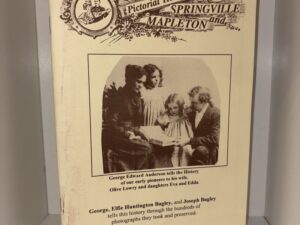 Pictorial
SPRINGVILLE
and
MAPLETON
George Edward Anderson tells the History
of our early pioneers to his wife,
Olive Lowry and daughters Eva and Edda
George, Effie Huntington Bagley, and Joseph Bagley
tells this history through the hundreds of
photographs they took and preserved.